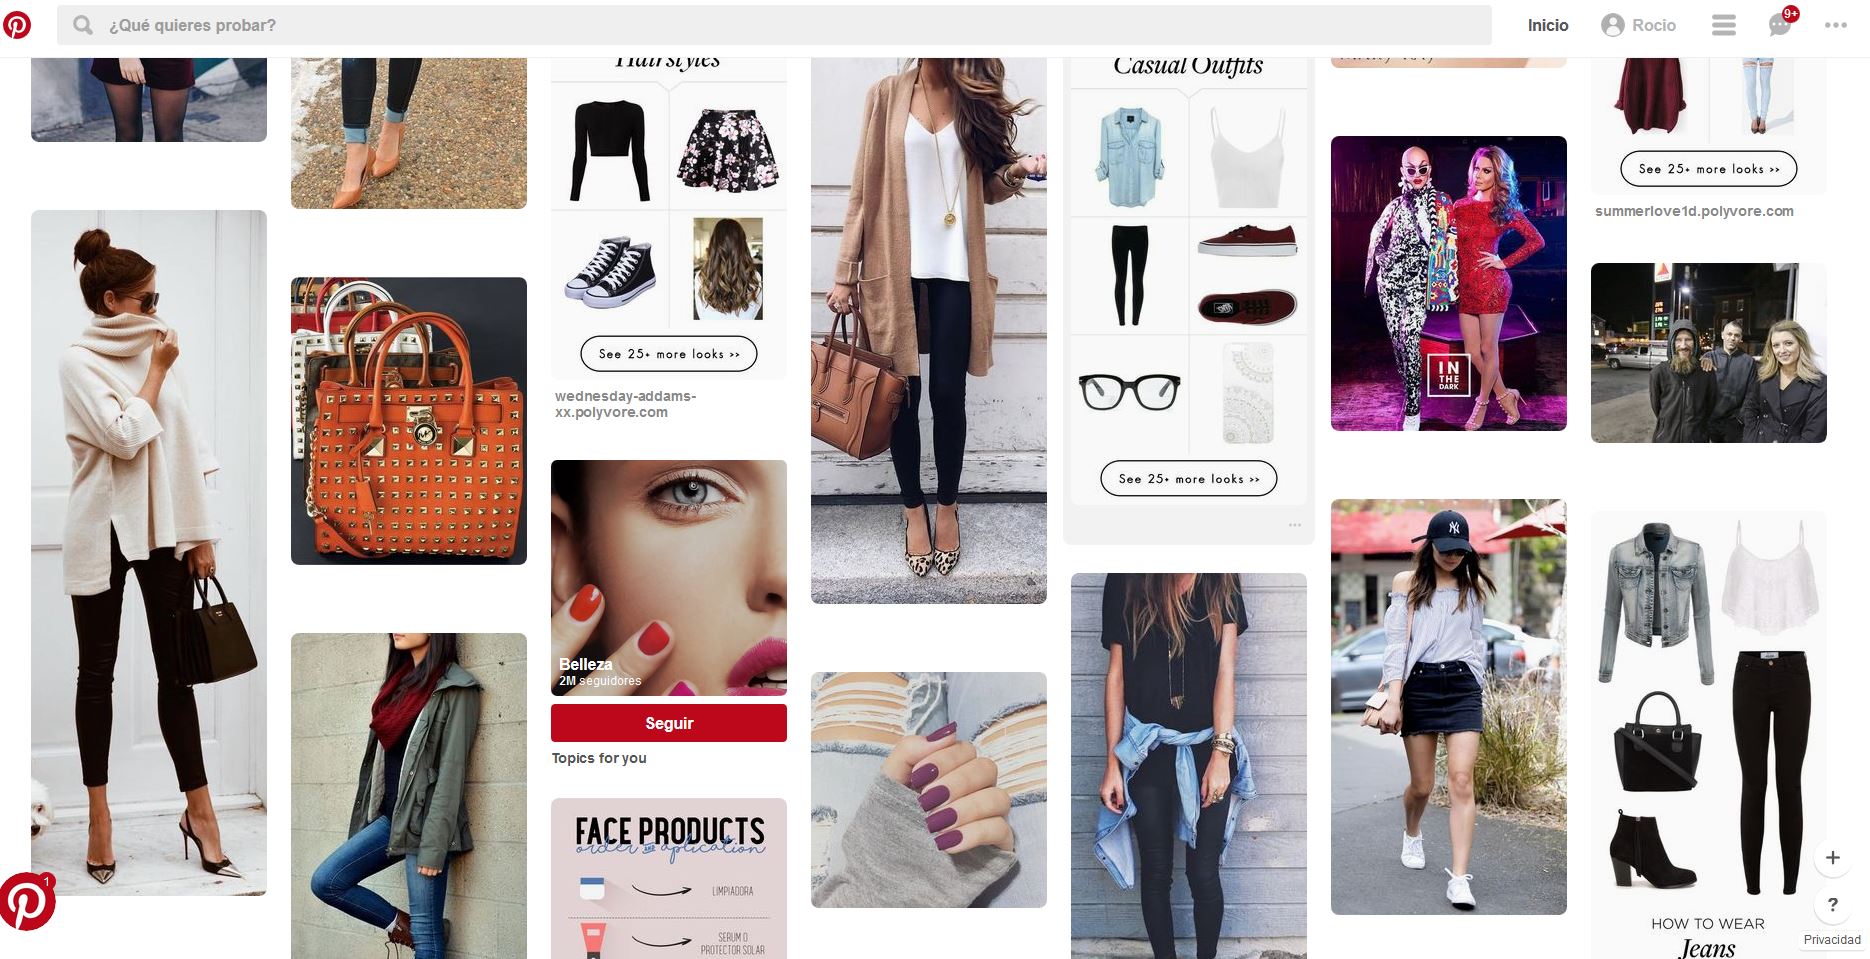 ¿Qué quieres probar?
Inicio
Rocio
9+
Hairstyles
See 25+ more looks >>
wednesday-addams-
xx.polyvore.com
Belleza
2M seguidores
Seguir
Topics for you
FACE PRODUCTS
order AND aplication
LIMPIADORA
SERUM O
PROTECTOR SOLAR
Casual Outfits
See 25+ more looks >>
IN
THE
DARK
NY
See 25+ more looks >>
summerlove1d.polyvore.com
HOW TO WEAR
Jeans
1
+
?
Privacidad